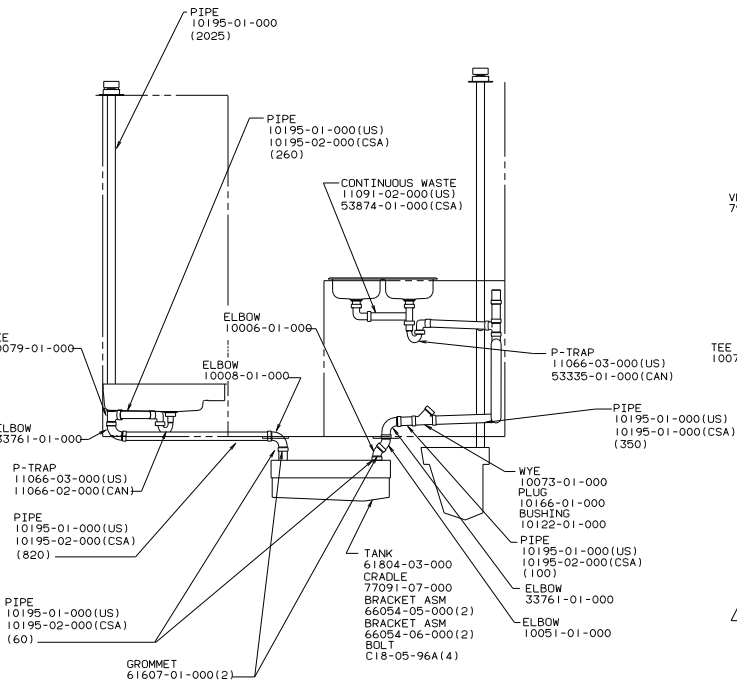 PIPE
10195-01-000
(2025)
PIPE
10195-01-000(US)
10195-02-000(CSA)
(260)
CONTINUOUS WASTE
11091-02-000(US)
53874-01-000(CSA)
ELBOW
10006-01-000
ELBOW
10008-01-000
P-TRAP
11066-03-000(US)
53335-01-000(CAN)
TEE
PIPE
10195-01-000(US)
10195-01-000(CSA)
(350)
P-TRAP
11066-03-000(US)
11066-02-000(CAN)
PIPE
10195-01-000(US)
10195-02-000(CSA)
(820)
PIPE
10195-01-000(US)
10195-02-000(CSA)
(60)
GROMMET
61607-01-000(2)
TANK
61804-03-000
CRADLE
77091-07-000
BRACKET ASM
66054-05-000(2)
BRACKET ASM
66054-06-000(2)
BOLT
C18-05-96A(4)
WYE
10073-01-000
PLUG
10166-01-000
BUSHING
10122-01-000
PIPE
10195-01-000(US)
10195-02-000(CSA)
(100)
ELBOW
33761-01-000
ELBOW
10051-01-000